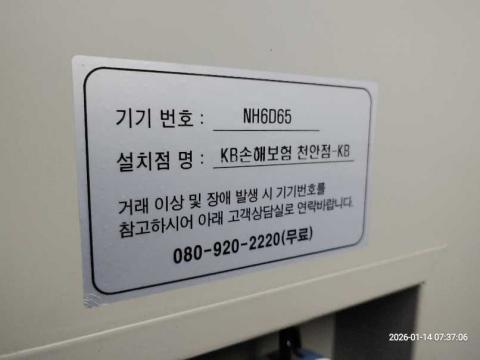 기기 번호 : NH6D65
설치점 명 : KB손해보험 천안점-KB
거래 이상 및 장애 발생 시 기기번호를
참고하시어 아래 고객상담실로 연락바랍니다.
080-920-2220(무료)
2026-01-14 07:37:06